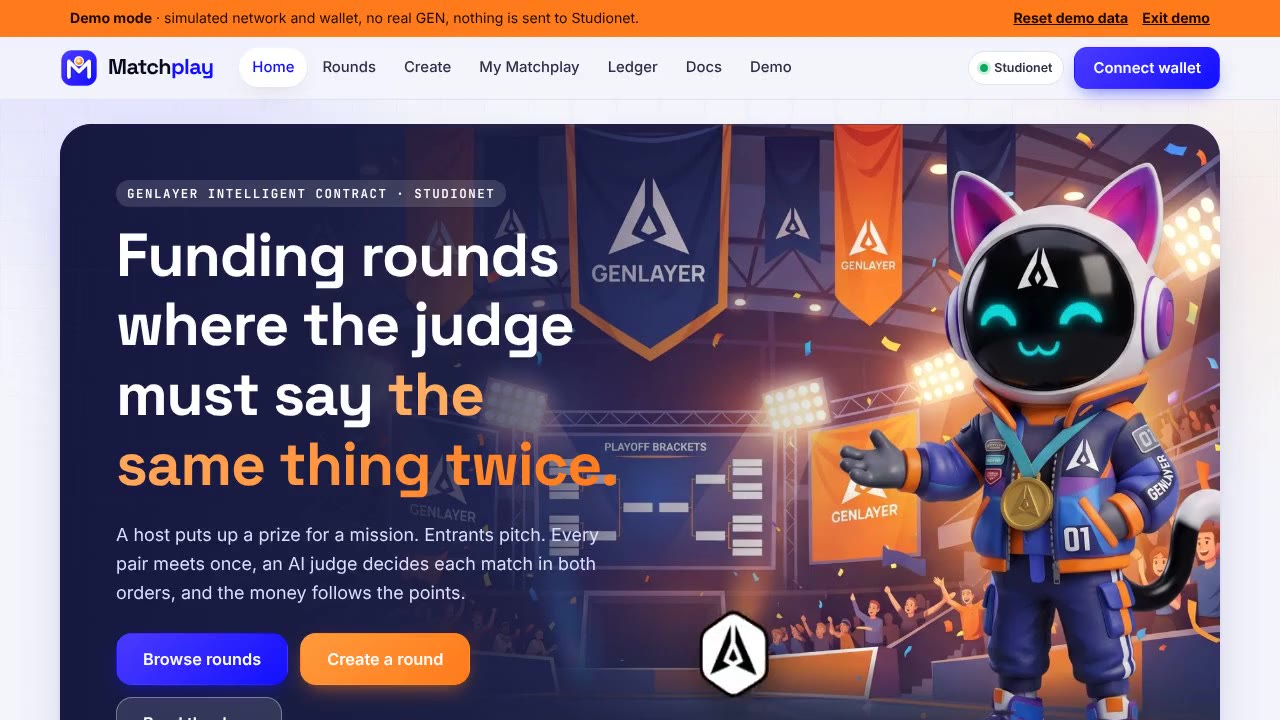 Demo mode · simulated network and wallet, no real GEN, nothing is sent to Studionet.
Reset demo data
Exit demo
Matchplay
Home
Rounds
Create
My Matchplay
Ledger
Docs
Demo
Studionet
Connect wallet
GENLAYER INTELLIGENT CONTRACT · STUDIONET
Funding rounds
where the judge
must say the
same thing twice.
A host puts up a prize for a mission. Entrants pitch. Every
pair meets once, an AI judge decides each match in both
orders, and the money follows the points.
Browse rounds
Create a round
GENLAYER
GENLAYER
PLAYOFF BRACKETS
GENLAYER
GENLAYER
GENLAYER
01